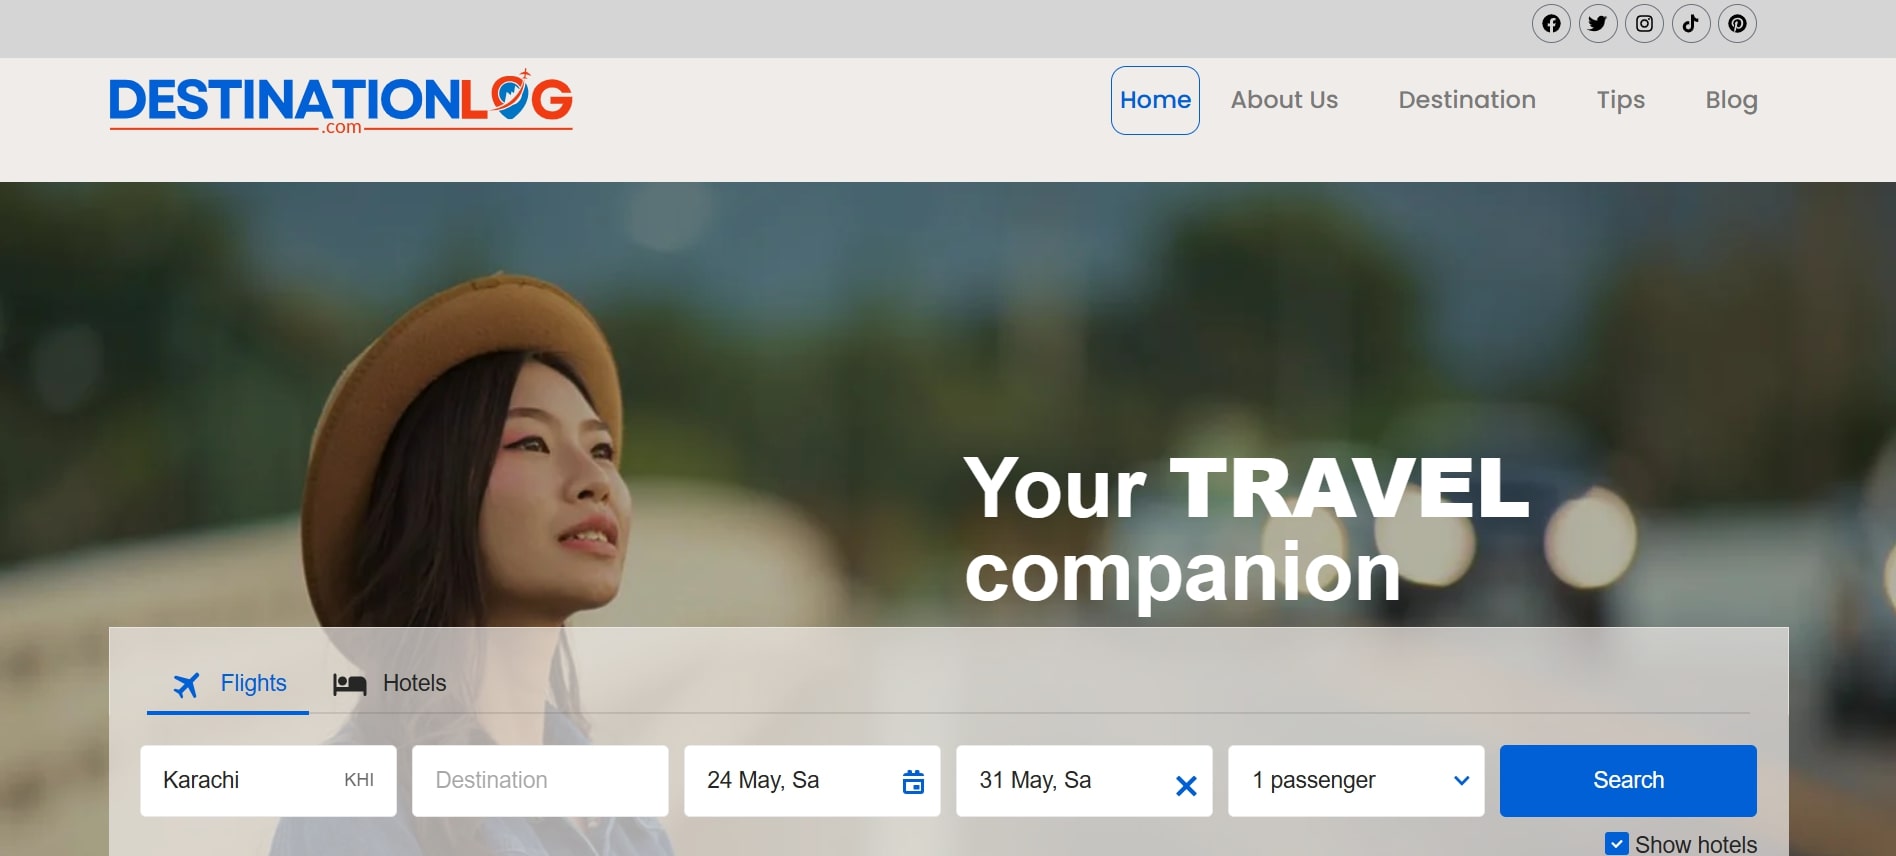 DESTINATIONLOG
.com
Home About Us Destination Tips Blog
Your TRAVEL
companion
Flights Hotels
Karachi KHI Destination 24 May, Sa 31 May, Sa 1 passenger Search
Show hotels